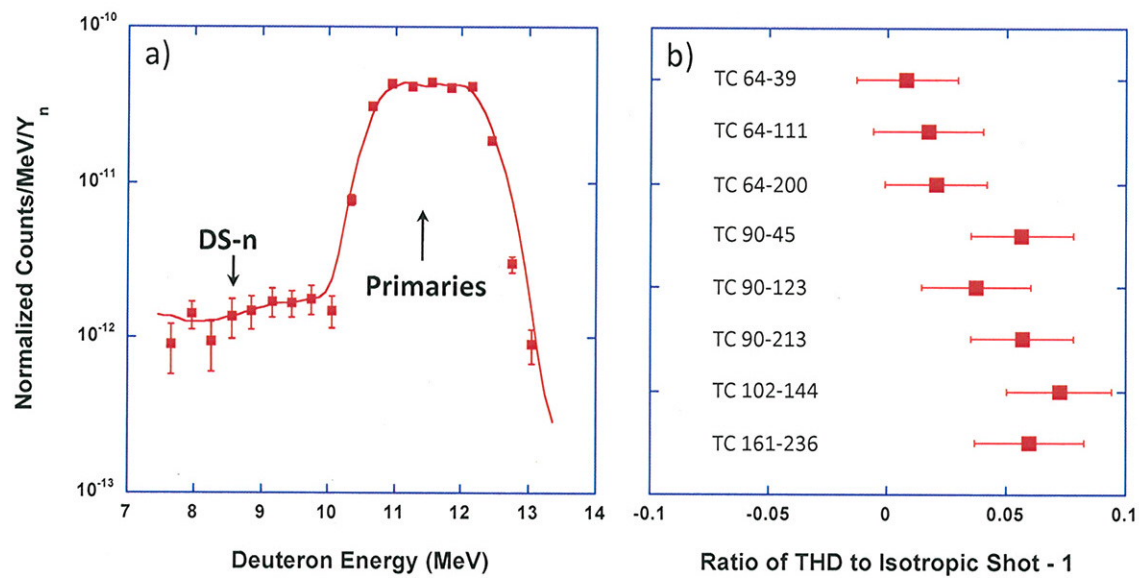 a)
10^-10
10^-11
10^-12
10^-13
Normalized Counts/MeV/Y_n
DS-n
Primaries
7 8 9 10 11 12 13 14
Deuteron Energy (MeV)
b)
TC 64-39
TC 64-111
TC 64-200
TC 90-45
TC 90-123
TC 90-213
TC 102-144
TC 161-236
-0.1 -0.05 0 0.05 0.1
Ratio of THD to Isotropic Shot - 1